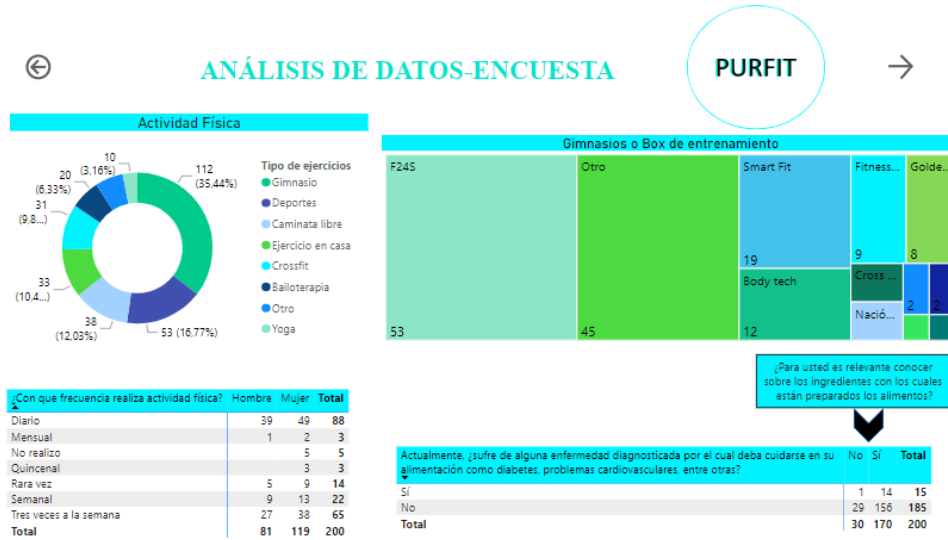 ANÁLISIS DE DATOS-ENCUESTA
PURFIT
Actividad Física
10
(3,16%)
20
(6,33%)
31
(9,8...)
33
(10,4...)
38
(12,03%)
53 (16,77%)
112
(35,44%)
Tipo de ejercicios
Gimnasio
Deportes
Caminata libre
Ejercicio en casa
Crossfit
Bailoterapia
Otro
Yoga
Gimnasios o Box de entrenamiento
F24S
53
Otro
45
Smart Fit
19
Body tech
12
Fitness...
9
Golde...
8
Cross ...
Nació...
2
2
¿Para usted es relevante conocer
sobre los ingredientes con los cuales
están preparados los alimentos?
¿Con que frecuencia realiza actividad física? Hombre Mujer Total
Diario 39 49 88
Mensual 1 2 3
No realizo 5 5
Quincenal 3 3
Rara vez 5 9 14
Semanal 9 13 22
Tres veces a la semana 27 38 65
Total 81 119 200
Actualmente, ¿sufre de alguna enfermedad diagnosticada por el cual deba cuidarse en su No Sí Total
alimentación como diabetes, problemas cardiovasculares, entre otras?
Sí 1 14 15
No 29 156 185
Total 30 170 200